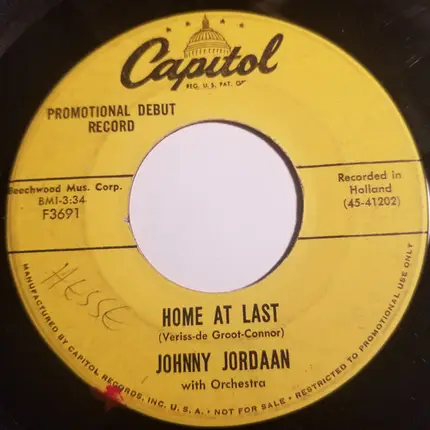 Capitol
REG. U.S. PAT. OF
PROMOTIONAL DEBUT
RECORD
Beechwood Mus. Corp.
BMI-3:34
F3691
Recorded in
Holland
(45-41202)
HESSE
HOME AT LAST
(Veriss-de Groot-Connor)
JOHNNY JORDAAN
with Orchestra
MANUFACTURED BY CAPITOL RECORDS, INC. U.S.A. • NOT FOR SALE • RESTRICTED TO PROMOTIONAL USE ONLY